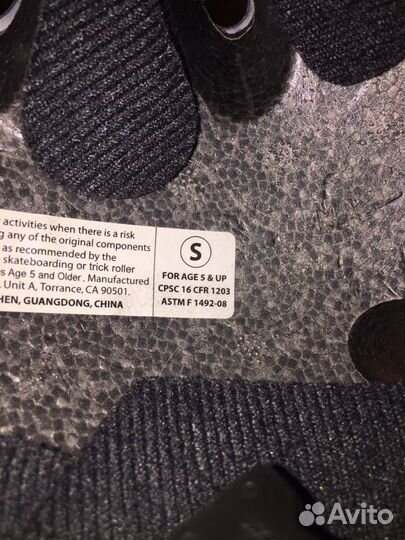 activities when there is a risk
g any of the original components
as recommended by the
skateboarding or trick roller
es Age 5 and Older. Manufactured
, Unit A, Torrance, CA 90501.
HEN, GUANGDONG, CHINA
S
FOR AGE 5 & UP
CPSC 16 CFR 1203
ASTM F 1492-08
Avito